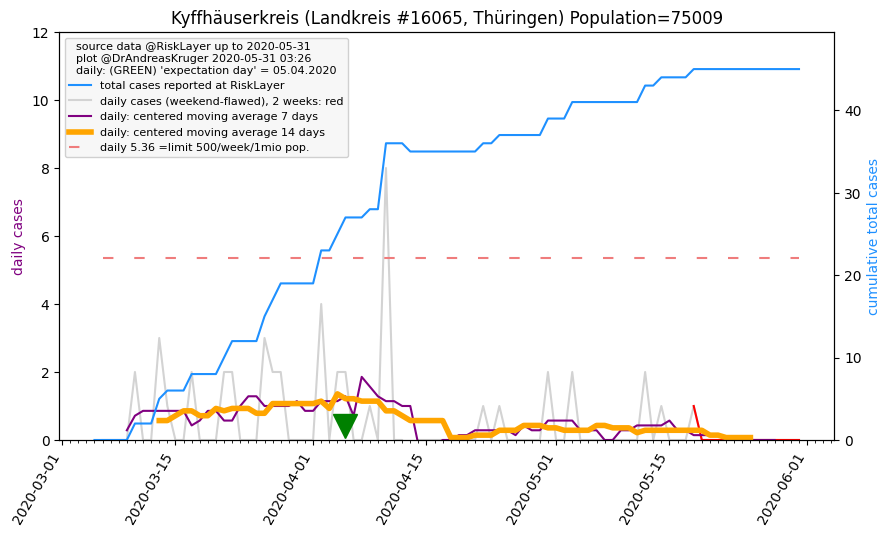 Kyffhäuserkreis (Landkreis #16065, Thüringen) Population=75009
source data @RiskLayer up to 2020-05-31
plot @DrAndreasKruger 2020-05-31 03:26
daily: (GREEN) 'expectation day' = 05.04.2020
total cases reported at RiskLayer
daily cases (weekend-flawed), 2 weeks: red
daily: centered moving average 7 days
daily: centered moving average 14 days
daily 5.36 =limit 500/week/1mio pop.
daily cases
12
10
8
6
4
2
0
cumulative total cases
40
30
20
10
0
2020-03-01
2020-03-15
2020-04-01
2020-04-15
2020-05-01
2020-05-15
2020-06-01